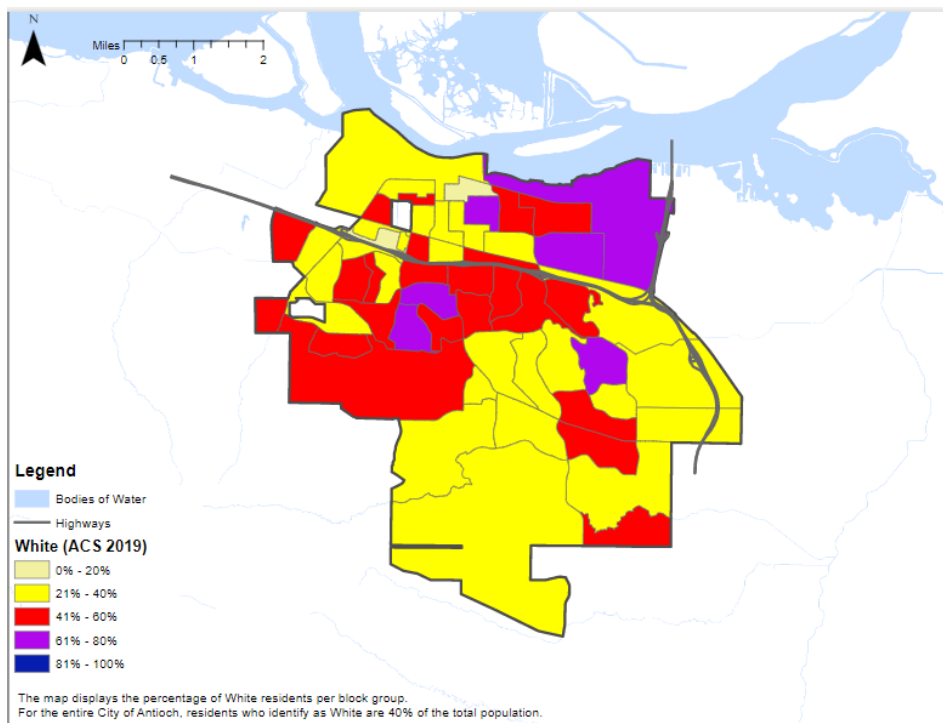 N
Miles
0 0.5 1 2
Legend
Bodies of Water
Highways
White (ACS 2019)
0% - 20%
21% - 40%
41% - 60%
61% - 80%
81% - 100%
The map displays the percentage of White residents per block group.
For the entire City of Antioch, residents who identify as White are 40% of the total population.